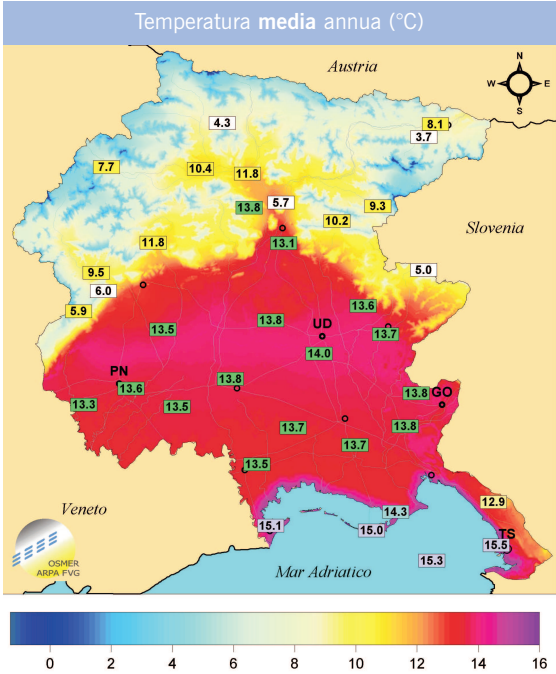 Temperatura media annua (°C)
Austria
N
W E
S
4.3
8.1
3.7
7.7
10.4
11.8
5.7
13.8
9.3
10.2
Slovenia
11.8
13.1
9.5
5.0
6.0
5.9
13.6
13.8
UD
13.5
13.7
14.0
PN
13.8
13.6
13.8
GO
13.3
13.5
13.7
13.8
13.7
13.5
12.9
Veneto
14.3
15.1
15.0
TS
15.5
OSMER
ARPA FVG
15.3
Mar Adriatico
0 2 4 6 8 10 12 14 16